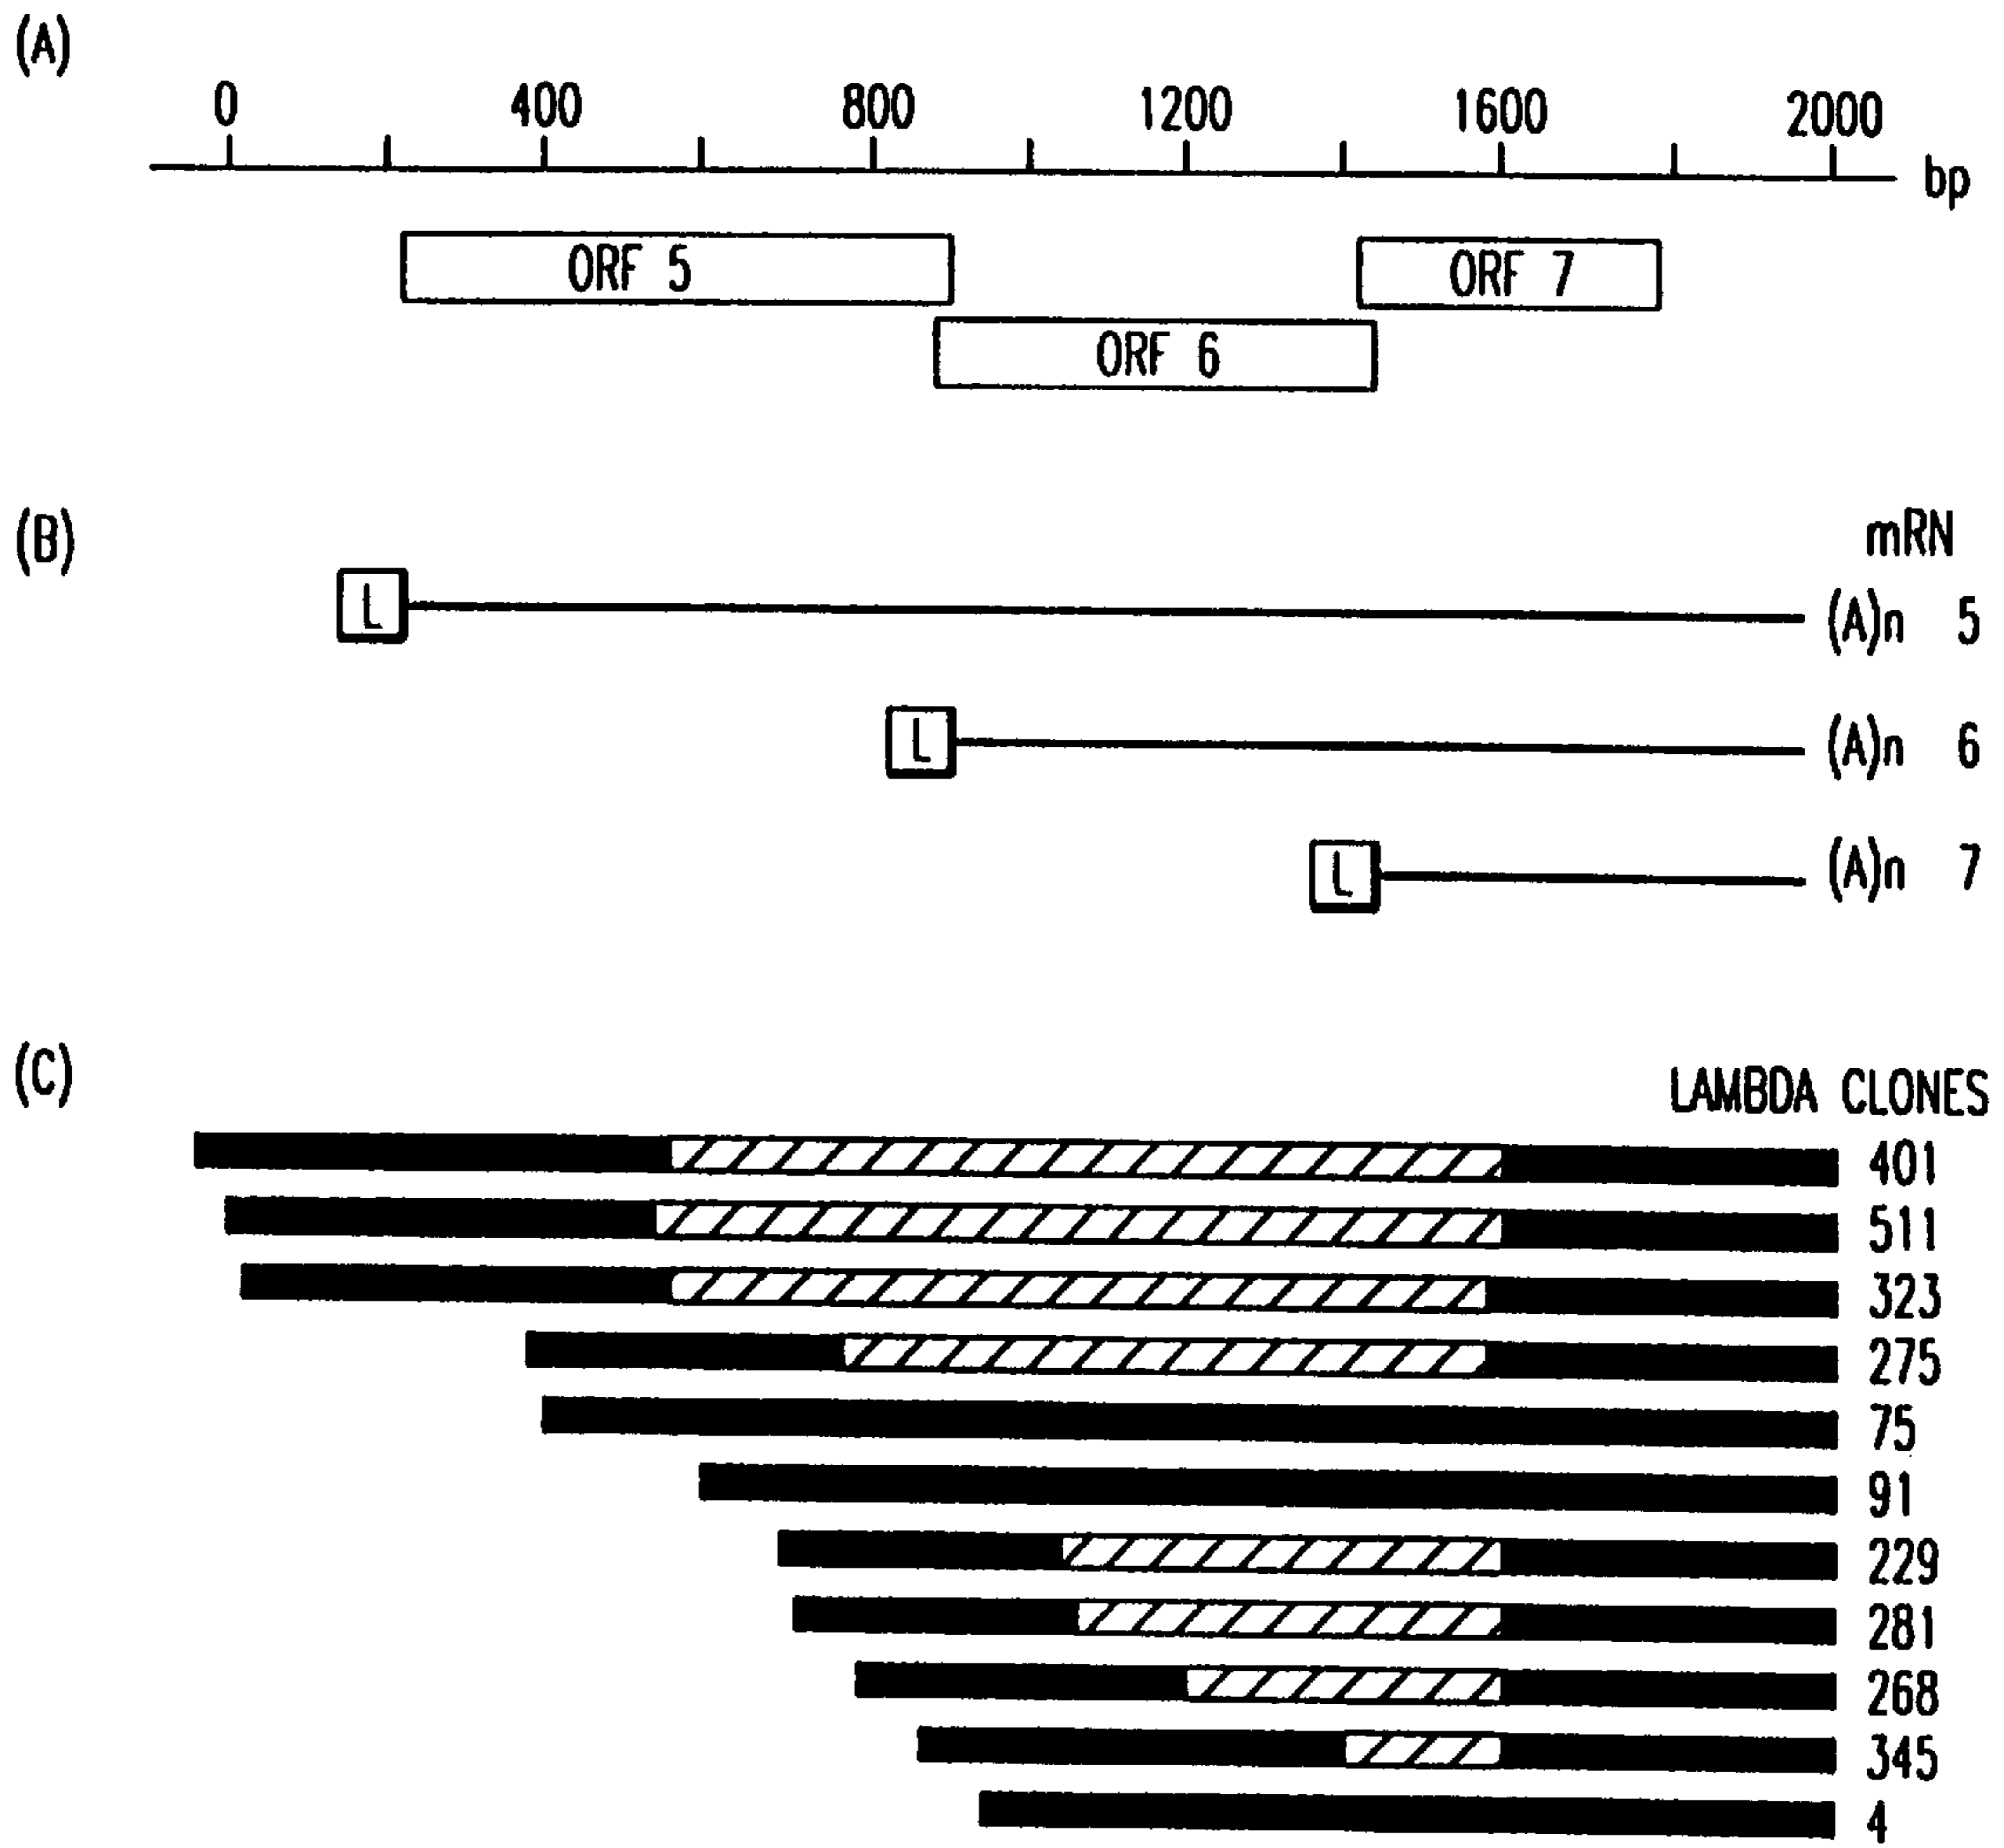 (A)
0 400 800 1200 1600 2000
bp
ORF 5 ORF 7
ORF 6
(B)
mRN
L (A)n 5
L (A)n 6
L (A)n 7
(C)
LAMBDA CLONES
401
511
323
275
75
91
229
281
268
345
4